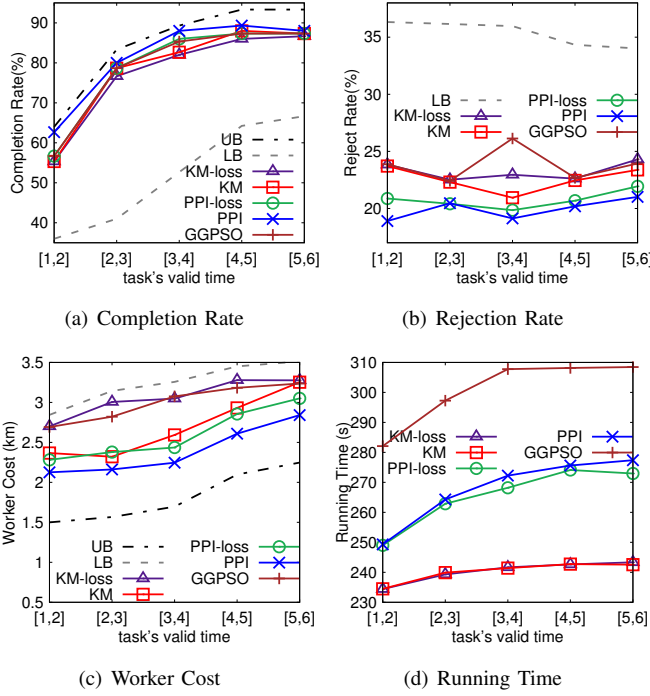 90
80
70
60
50
40
Completion Rate(%)
UB
LB
KM-loss
KM
PPI-loss
PPI
GGPSO
[1,2] [2,3] [3,4] [4,5] [5,6]
task's valid time
(a) Completion Rate
35
30
25
20
Reject Rate(%)
LB PPI-loss
KM-loss PPI
KM GGPSO
[1,2] [2,3] [3,4] [4,5] [5,6]
task's valid time
(b) Rejection Rate
3.5
3
2.5
2
1.5
1
0.5
Worker Cost (km)
UB PPI-loss
LB PPI
KM-loss GGPSO
KM
[1,2] [2,3] [3,4] [4,5] [5,6]
task's valid time
(c) Worker Cost
310
300
290
280
270
260
250
240
230
Running Time (s)
KM-loss PPI
KM GGPSO
PPI-loss
[1,2] [2,3] [3,4] [4,5] [5,6]
task's valid time
(d) Running Time